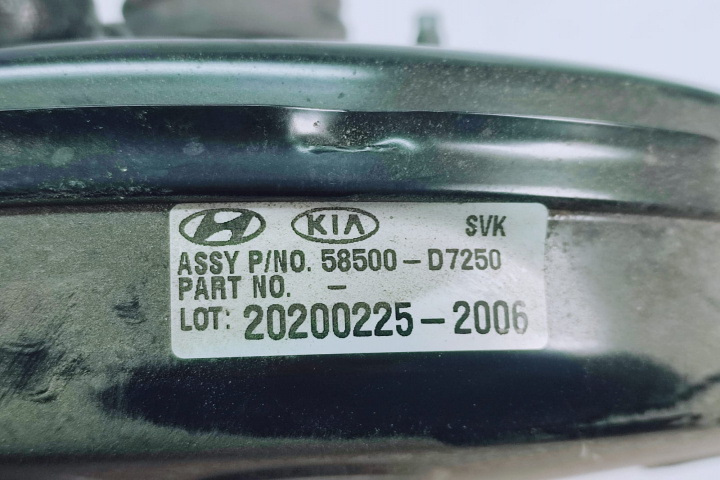 KIA SVK
ASSY P/NO. 58500-D7250
PART NO. -
LOT: 20200225-2006